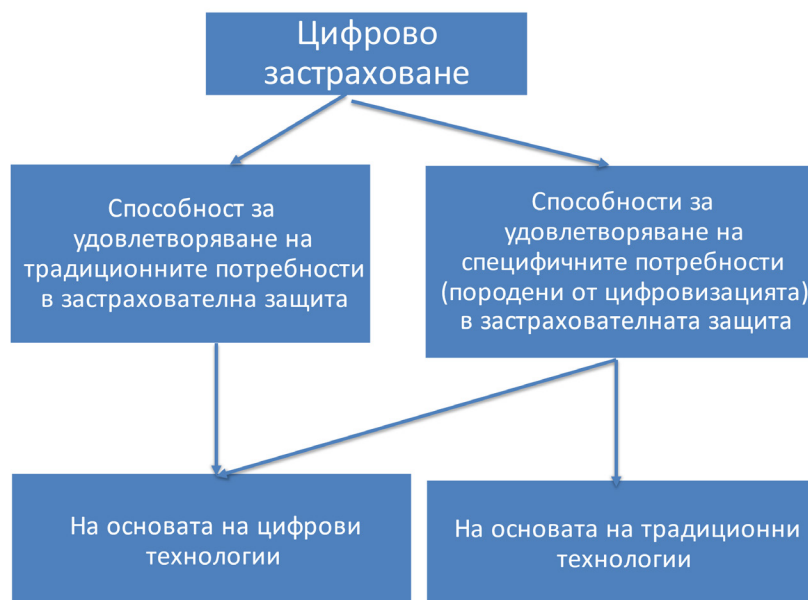 Цифрово
застраховане
Способност за
удовлетворяване на
традиционните потребности
в застрахователна защита
Способности за
удовлетворяване на
специфичните потребности
(породени от цифровизацията)
в застрахователната защита
На основата на цифрови
технологии
На основата на традиционни
технологии